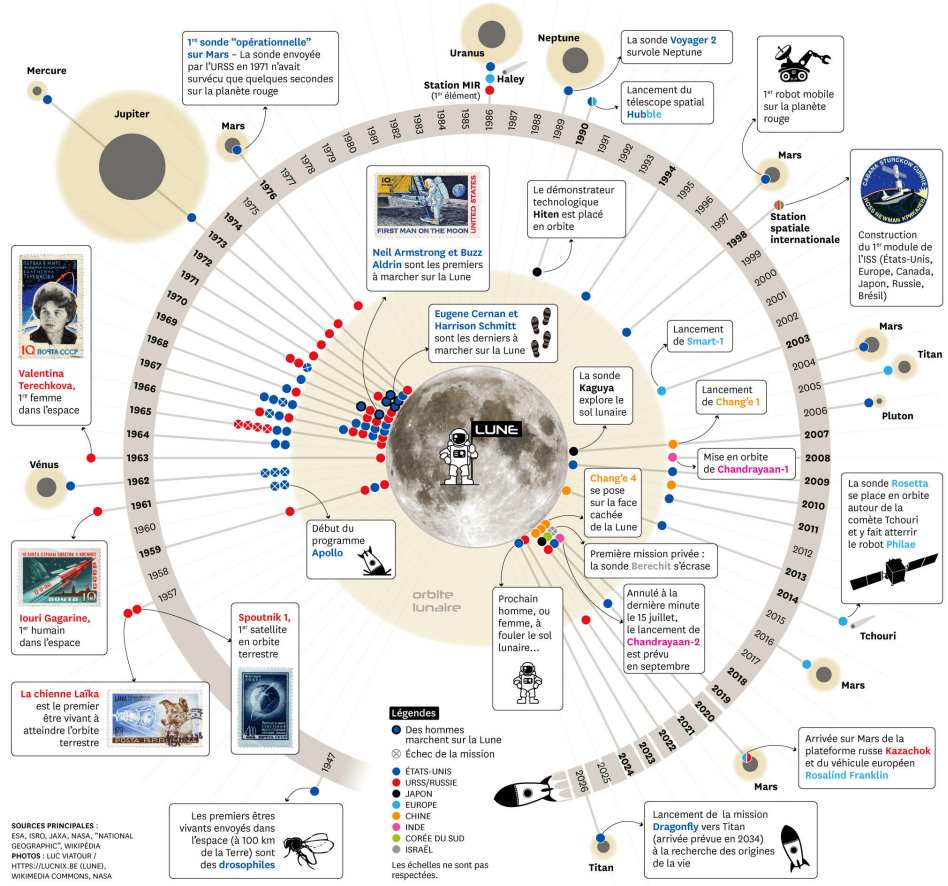 Uranus
Haley
Station MIR
(1er élément)
Neptune
La sonde Voyager 2
survole Neptune
Lancement du
télescope spatial
Hubble
1er robot mobile
sur la planète
rouge
Mercure
Jupiter
1re sonde “opérationnelle”
sur Mars – La sonde envoyée
par l'URSS en 1971 n'avait
survécu que quelques secondes
sur la planète rouge
Mars
Mars
Station
spatiale
internationale
Construction
du 1er module de
l'ISS (États-Unis,
Europe, Canada,
Japon, Russie,
Brésil)
FIRST MAN ON THE MOON
UNITED STATES
Neil Armstrong et Buzz
Aldrin sont les premiers
à marcher sur la Lune
Le démonstrateur
technologique
Hiten est placé
en orbite
Eugene Cernan et
Harrison Schmitt
sont les derniers à
marcher sur la Lune
Lancement
de Smart-1
Mars
Titan
Pluton
La sonde
Kaguya
explore le
sol lunaire
Lancement
de Chang'e 1
LUNE
Mise en orbite
de Chandrayaan-1
Valentina
Terechkova,
1re femme
dans l'espace
Vénus
Chang'e 4
se pose
sur la face
cachée
de la Lune
Première mission privée :
la sonde Berechit s'écrase
La sonde Rosetta
se place en orbite
autour de la
comète Tchouri
et y fait atterrir
le robot Philae
Tchouri
Début du
programme
Apollo
orbite
lunaire
Prochain
homme, ou
femme, à
fouler le sol
lunaire...
Annulé à la
dernière minute
le 15 juillet,
le lancement de
Chandrayaan-2
est prévu
en septembre
Iouri Gagarine,
1er humain
dans l'espace
Spoutnik 1,
1er satellite
en orbite
terrestre
La chienne Laïka
est le premier
être vivant à
atteindre l'orbite
terrestre
Mars
Mars
Arrivée sur Mars de la
plateforme russe Kazachok
et du véhicule européen
Rosalind Franklin
Lancement de la mission
Dragonfly vers Titan
(arrivée prévue en 2034)
à la recherche des origines
de la vie
Titan
Les premiers êtres
vivants envoyés dans
l'espace (à 100 km
de la Terre) sont
des drosophiles
1947
1957
1958
1959
1960
1961
1962
1963
1964
1965
1966
1967
1968
1969
1970
1971
1972
1973
1974
1975
1976
1977
1978
1979
1980
1981
1982
1983
1984
1985
1986
1987
1988
1989
1990
1991
1992
1993
1994
1995
1996
1997
1998
1999
2000
2001
2002
2003
2004
2005
2006
2007
2008
2009
2010
2011
2012
2013
2014
2015
2016
2017
2018
2019
2020
2021
2022
2023
2024
2025
2026
Légendes
Des hommes
marchent sur la Lune
Échec de la mission
ÉTATS-UNIS
URSS/RUSSIE
JAPON
EUROPE
CHINE
INDE
CORÉE DU SUD
ISRAËL
Les échelles ne sont pas
respectées.
SOURCES PRINCIPALES :
ESA, ISRO, JAXA, NASA, "NATIONAL
GEOGRAPHIC", WIKIPÉDIA
PHOTOS : LUC VIATOUR /
HTTPS://LUCNIX.BE (LUNE),
WIKIMEDIA COMMONS, NASA